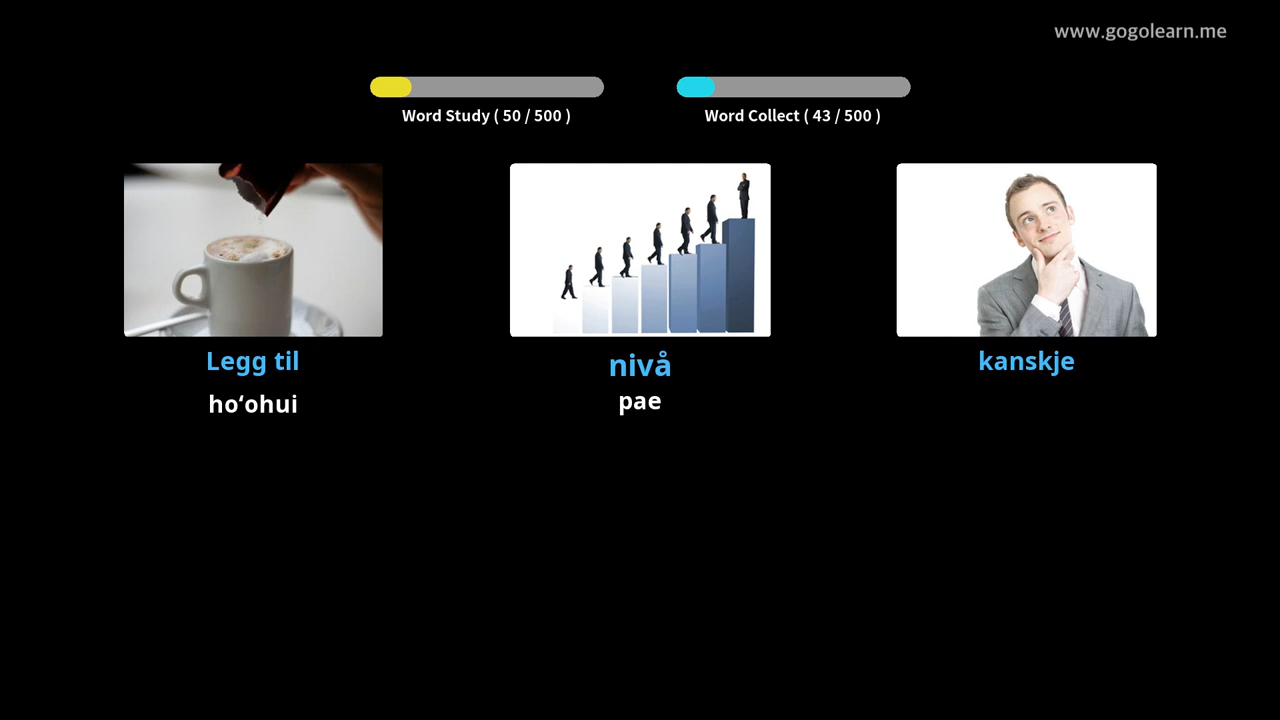 www.gogolearn.me
Word Study ( 50 / 500 )
Word Collect ( 43 / 500 )
Legg til
nivå
kanskje
hoʻohui
pae